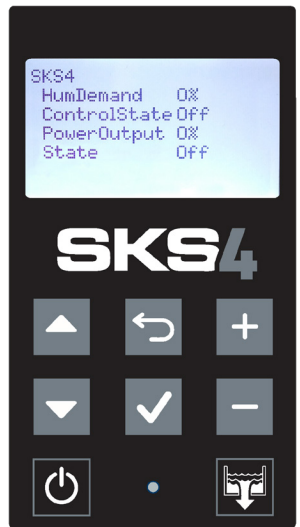 SKS4
HumDemand 0%
ControlState Off
PowerOutput 0%
State Off
SKS4